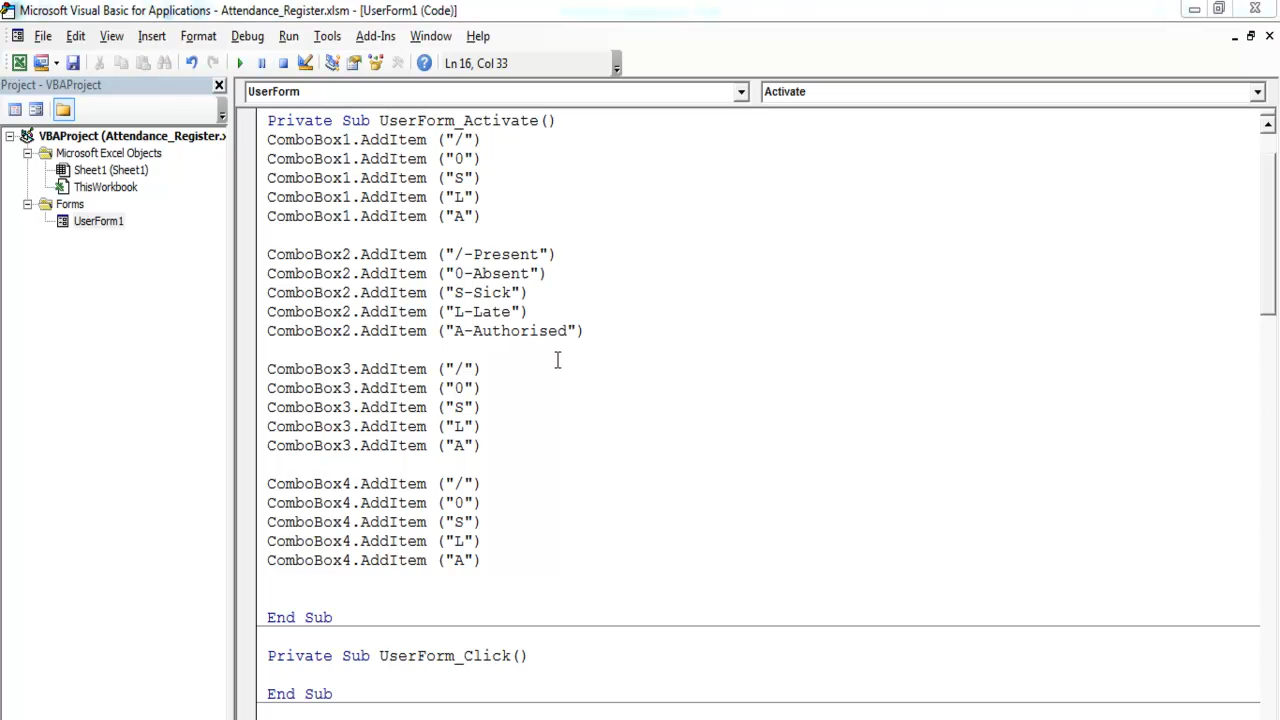 Microsoft Visual Basic for Applications - Attendance_Register.xlsm - [UserForm1 (Code)]
File Edit View Insert Format Debug Run Tools Add-Ins Window Help
Ln 16, Col 33
Project - VBAProject
UserForm Activate
VBAProject (Attendance_Register.x
Microsoft Excel Objects
Sheet1 (Sheet1)
ThisWorkbook
Forms
UserForm1
Private Sub UserForm_Activate()
ComboBox1.AddItem ("/")
ComboBox1.AddItem ("0")
ComboBox1.AddItem ("S")
ComboBox1.AddItem ("L")
ComboBox1.AddItem ("A")
ComboBox2.AddItem ("/-Present")
ComboBox2.AddItem ("0-Absent")
ComboBox2.AddItem ("S-Sick")
ComboBox2.AddItem ("L-Late")
ComboBox2.AddItem ("A-Authorised")
ComboBox3.AddItem ("/")
ComboBox3.AddItem ("0")
ComboBox3.AddItem ("S")
ComboBox3.AddItem ("L")
ComboBox3.AddItem ("A")
ComboBox4.AddItem ("/")
ComboBox4.AddItem ("0")
ComboBox4.AddItem ("S")
ComboBox4.AddItem ("L")
ComboBox4.AddItem ("A")
End Sub
Private Sub UserForm_Click()
End Sub